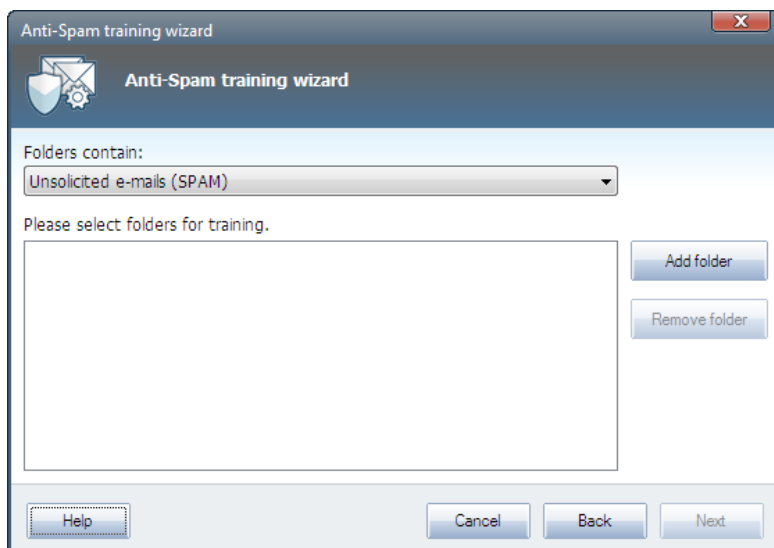 Anti-Spam training wizard
Anti-Spam training wizard
Folders contain:
Unsolicited e-mails (SPAM)
Please select folders for training.
Add folder
Remove folder
Help
Cancel
Back
Next